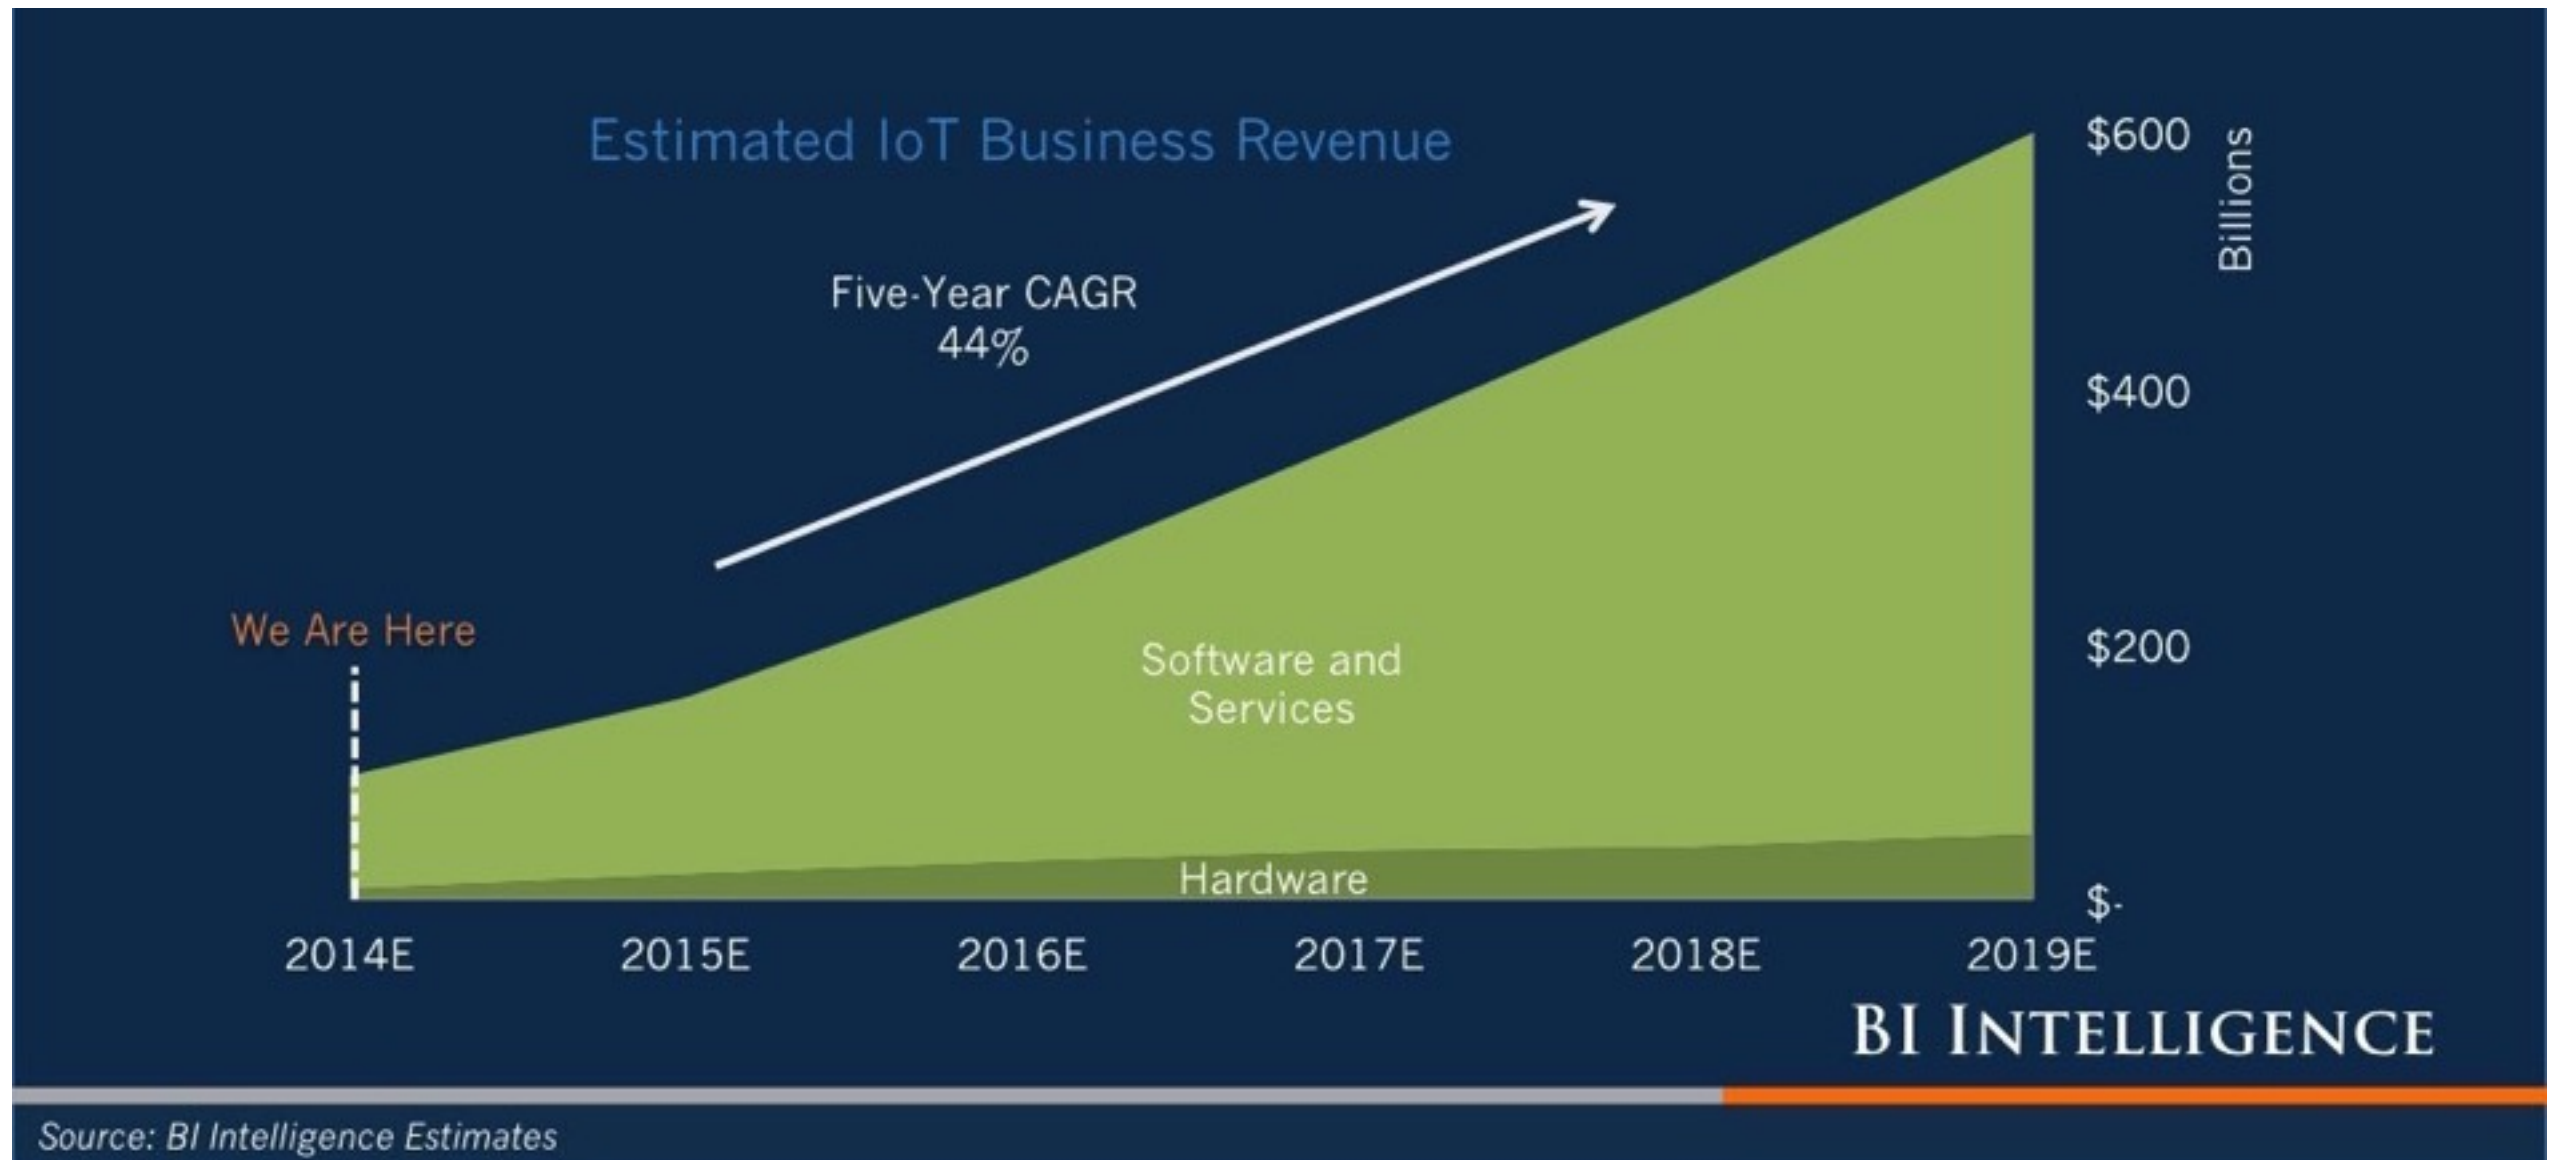 Estimated IoT Business Revenue
$600
Billions
Five-Year CAGR
44%
$400
We Are Here
$200
Software and
Services
Hardware
$-
2014E 2015E 2016E 2017E 2018E 2019E
BI INTELLIGENCE
Source: BI Intelligence Estimates